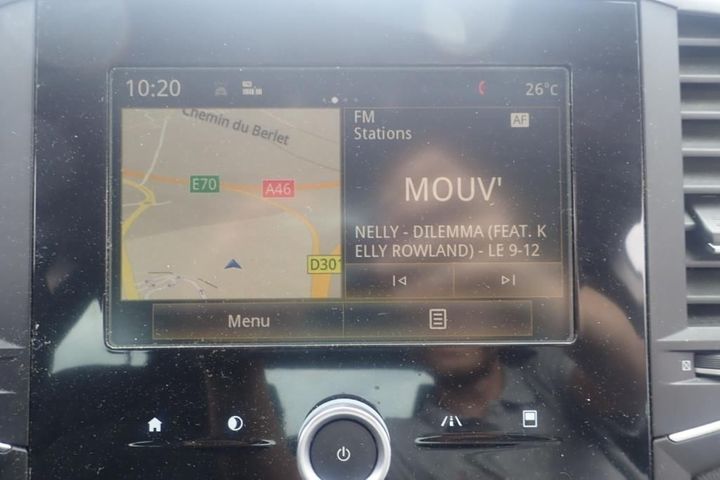 10:20
26°C
Chemin du Berlet
E70
A46
D301
FM
Stations
AF
MOUV'
NELLY - DILEMMA (FEAT. K
ELLY ROWLAND) - LE 9-12
Menu